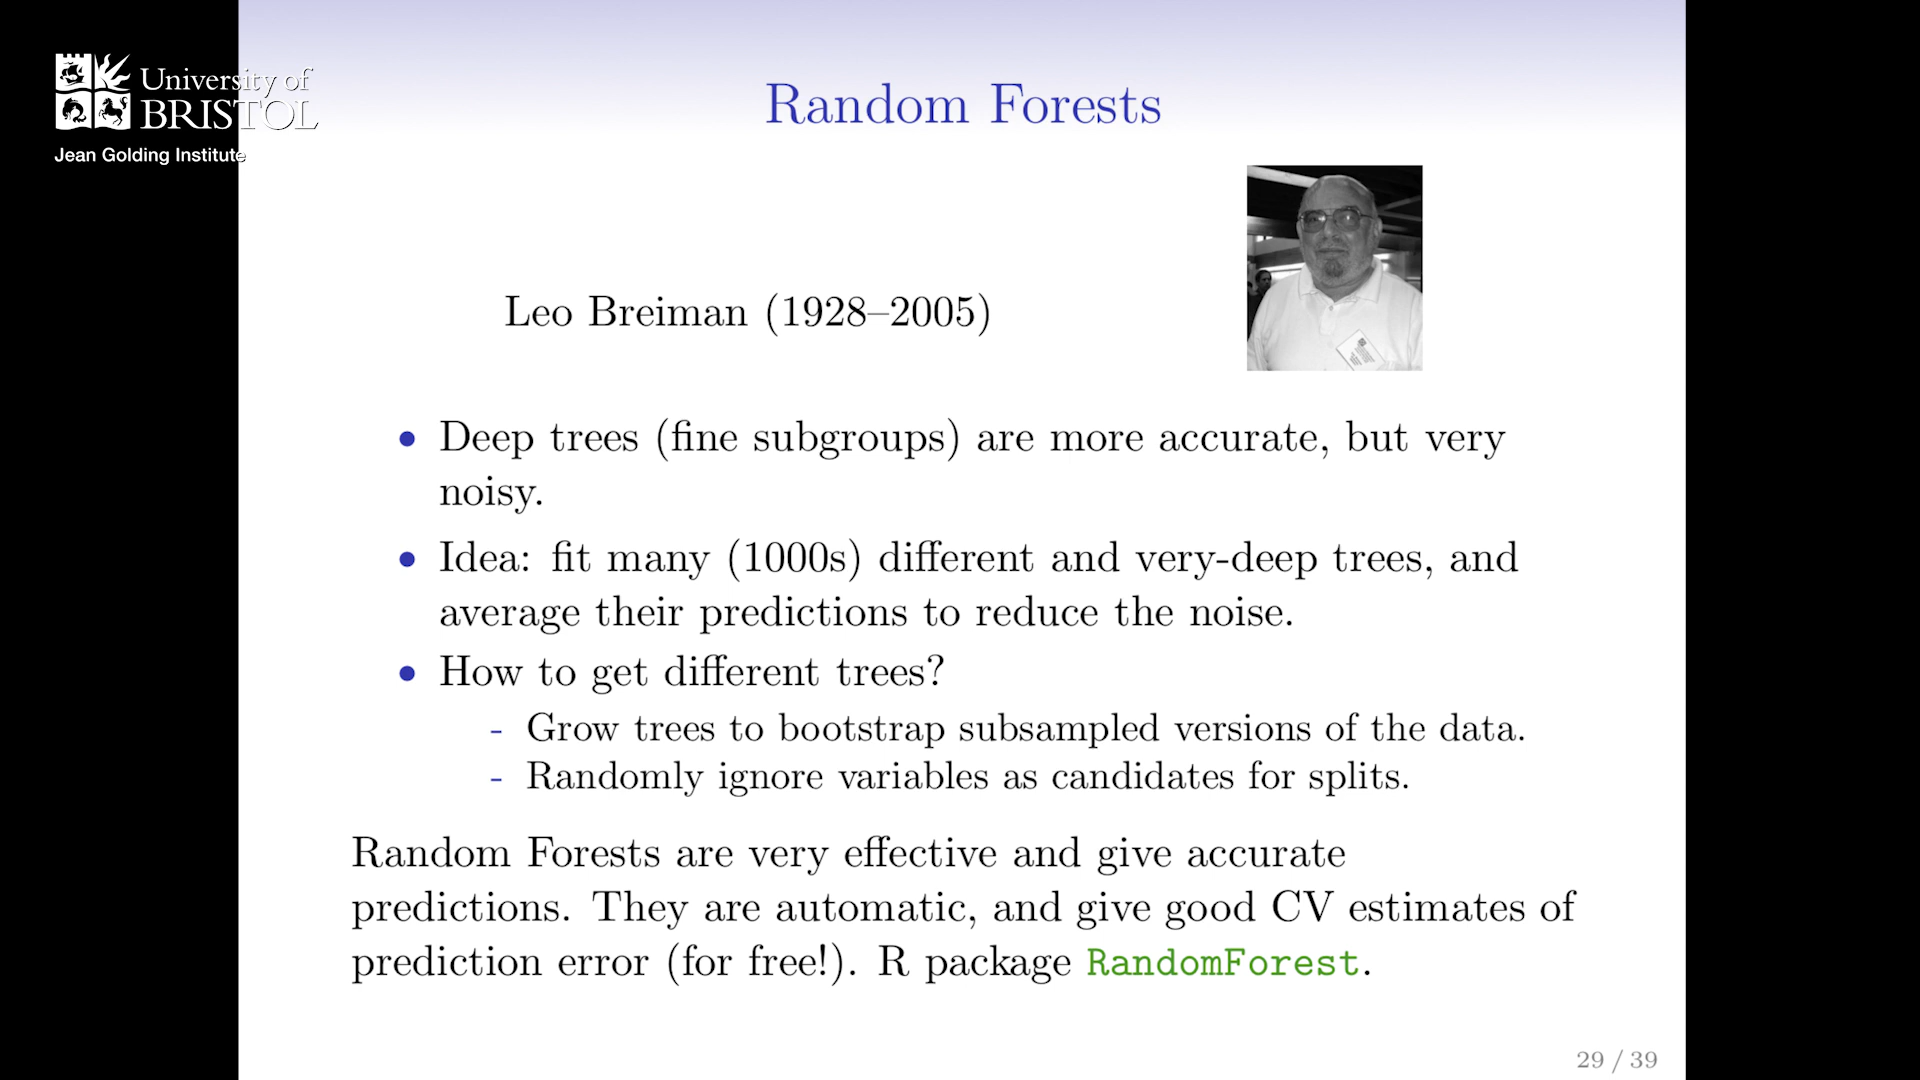 University of
BRISTOL
Jean Golding Institute
Random Forests
Leo Breiman (1928–2005)
• Deep trees (fine subgroups) are more accurate, but very
noisy.
• Idea: fit many (1000s) different and very-deep trees, and
average their predictions to reduce the noise.
• How to get different trees?
- Grow trees to bootstrap subsampled versions of the data.
- Randomly ignore variables as candidates for splits.
Random Forests are very effective and give accurate
predictions. They are automatic, and give good CV estimates of
prediction error (for free!). R package RandomForest.
29 / 39